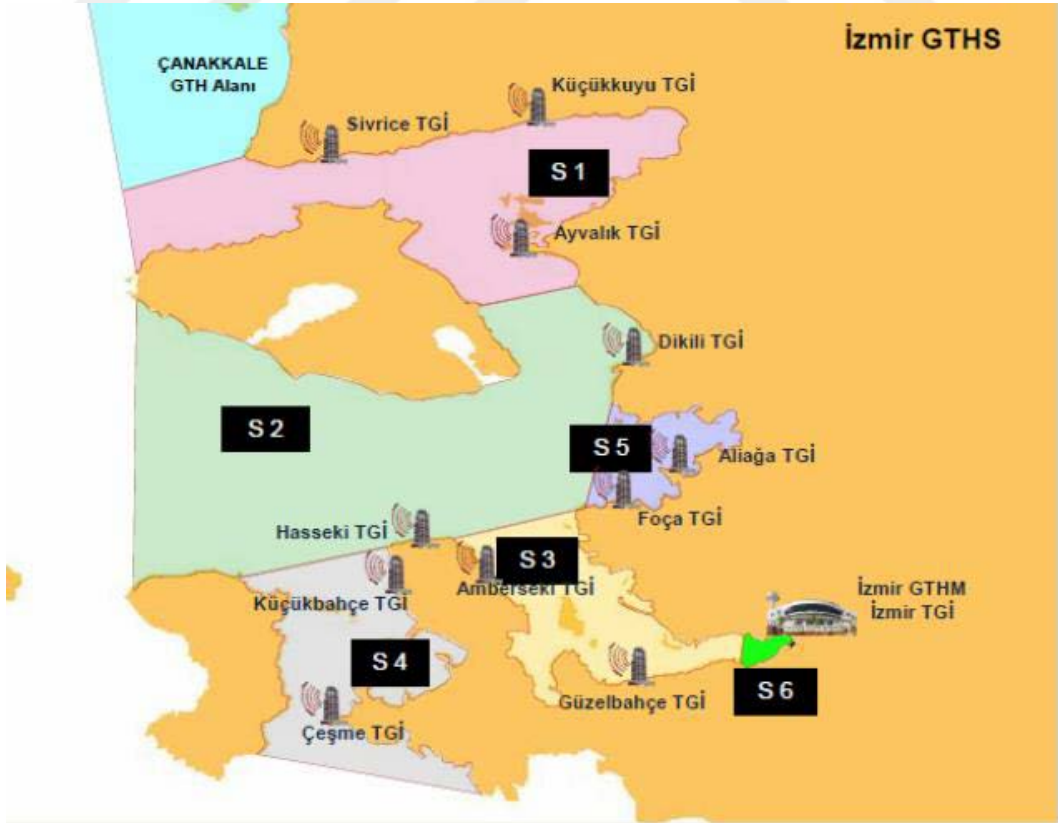 İzmir GTHS
ÇANAKKALE
GTH Alanı
Küçükkuyu TGİ
Sivrice TGİ
S 1
Ayvalık TGİ
Dikili TGİ
S 2
S 5
Aliağa TGİ
Foça TGİ
Hasseki TGİ
S 3
Amberseki TGİ
Küçükbahçe TGİ
İzmir GTHM
İzmir TGİ
S 4
S 6
Güzelbahçe TGİ
Çeşme TGİ